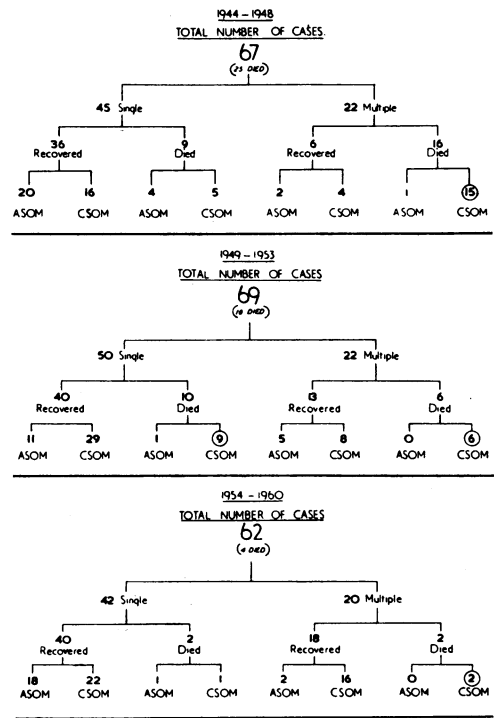 1944-1948
TOTAL NUMBER OF CASES.
67
(25 DIED)
45 Single 22 Multiple
36 9 6 16
Recovered Died Recovered Died
20 16 4 5 2 4 1 15
ASOM CSOM ASOM CSOM ASOM CSOM ASOM CSOM
1949-1953
TOTAL NUMBER OF CASES
69
DIED)
50 Single 22 Multiple
40 10 13 6
Recovered Died Recovered Died
11 29 1 9 5 8 0 6
ASOM CSOM ASOM CSOM ASOM CSOM ASOM CSOM
1954-1960
TOTAL NUMBER OF CASES
62
(4 DIED)
42 Single 20 Multiple
40 2 18 2
Recovered Died Recovered Died
18 22 1 1 2 16 0 2
ASOM CSOM ASOM CSOM ASOM CSOM ASOM CSOM